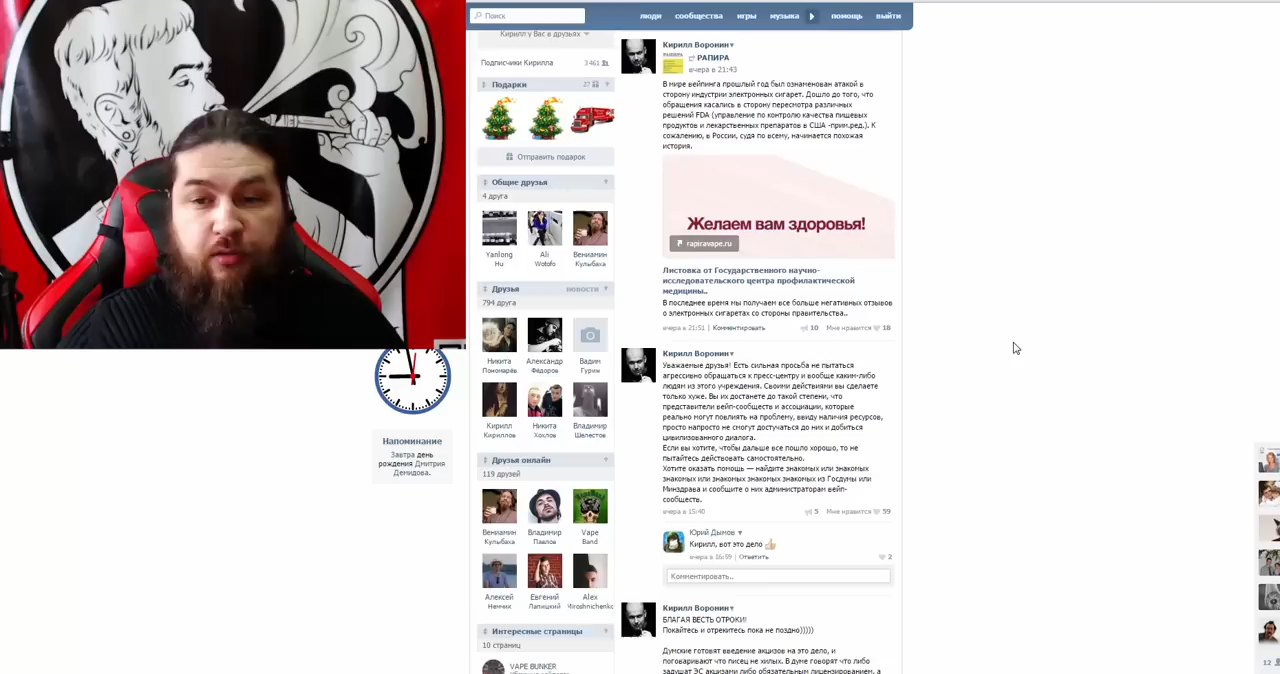 Поиск
люди сообщества игры музыка помощь выйти
Кирилл у Вас в друзьях
Подписчики Кирилла 3 461
Подарки 27
Отправить подарок
Общие друзья
4 друга
Yanlong
Hu
Ali
Wotofo
Вениамин
Кулыбаха
Друзья новости
794 друга
Никита
Пономарёв
Александр
Фёдоров
Вадим
Гурин
Кирилл
Кириллов
Никита
Хохлов
Владимир
Шелестов
Друзья онлайн
119 друзей
Вениамин
Кулыбаха
Владимир
Павлов
Vape
Band
Алексей
Немчик
Евгений
Лапицкий
Alex
Miroshnichenko
Интересные страницы
10 страниц
VAPE BUNKER
Напоминание
Завтра день
рождения Дмитрия
Демидова.
Кирилл Воронин
РАПИРА
вчера в 21:43
В мире вейпинга прошлый год был ознаменован атакой в
сторону индустрии электронных сигарет. Дошло до того, что
обращения касались в сторону пересмотра различных
решений FDA (управление по контролю качества пищевых
продуктов и лекарственных препаратов в США -прим.ред.). К
сожалению, в России, судя по всему, начинается похожая
история.
Желаем вам здоровья!
rapiravape.ru
Листовка от Государственного научно-
исследовательского центра профилактической
медицины..
В последнее время мы получаем все больше негативных отзывов
о электронных сигаретах со стороны правительства..
вчера в 21:51 | Комментировать 10 Мне нравится 18
Кирилл Воронин
Уважаемые друзья! Есть сильная просьба не пытаться
агрессивно обращаться к пресс-центру и вообще каким-либо
людям из этого учреждения. Своими действиями вы сделаете
только хуже. Вы их достанете до такой степени, что
представители вейп-сообществ и ассоциации, которые
реально могут повлиять на проблему, ввиду наличия ресурсов,
просто напросто не смогут достучаться до них и добиться
цивилизованного диалога.
Если вы хотите, чтобы дальше все пошло хорошо, то не
пытайтесь действовать самостоятельно.
Хотите оказать помощь — найдите знакомых или знакомых
знакомых или знакомых знакомых знакомых из Госдумы или
Минздрава и сообщите о них администраторам вейп-
сообществ.
вчера в 15:40 5 Мне нравится 59
Юрий Дымов
Кирилл, вот это дело
вчера в 16:59 | Ответить 2
Комментировать..
Кирилл Воронин
БЛАГАЯ ВЕСТЬ ОТРОКИ!
Покайтесь и отрекитесь пока не поздно)))))
Думские готовят введение акцизов на это дело, и
поговаривают что писец не хилых. В думе говорят что либо
задушат ЭС акцизами либо обязательным лицензированием, а
12